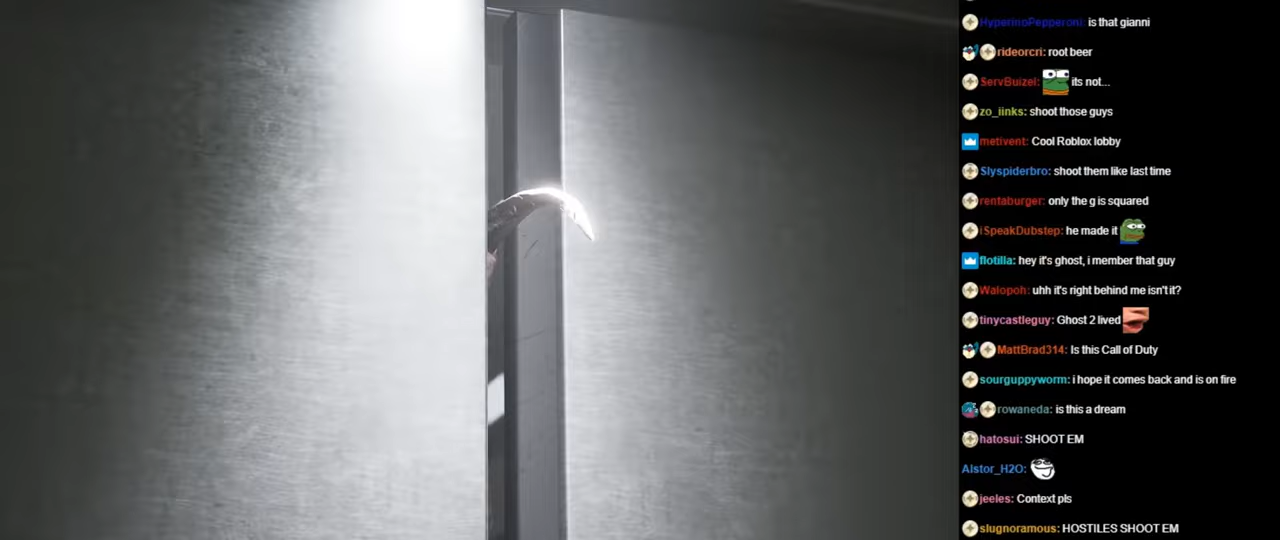 HyperinoPepperoni: is that gianni
rideorcri: root beer
ServBuizel: its not...
zo_iinks: shoot those guys
metivent: Cool Roblox lobby
Slyspiderbro: shoot them like last time
rentaburger: only the g is squared
iSpeakDubstep: he made it
flotilla: hey it's ghost, i member that guy
Walopoh: uhh it's right behind me isn't it?
tinycastleguy: Ghost 2 lived
MattBrad314: Is this Call of Duty
sourguppyworm: i hope it comes back and is on fire
rowaneda: is this a dream
hatosui: SHOOT EM
Alstor_H2O:
jeeles: Context pls
slugnoramous: HOSTILES SHOOT EM